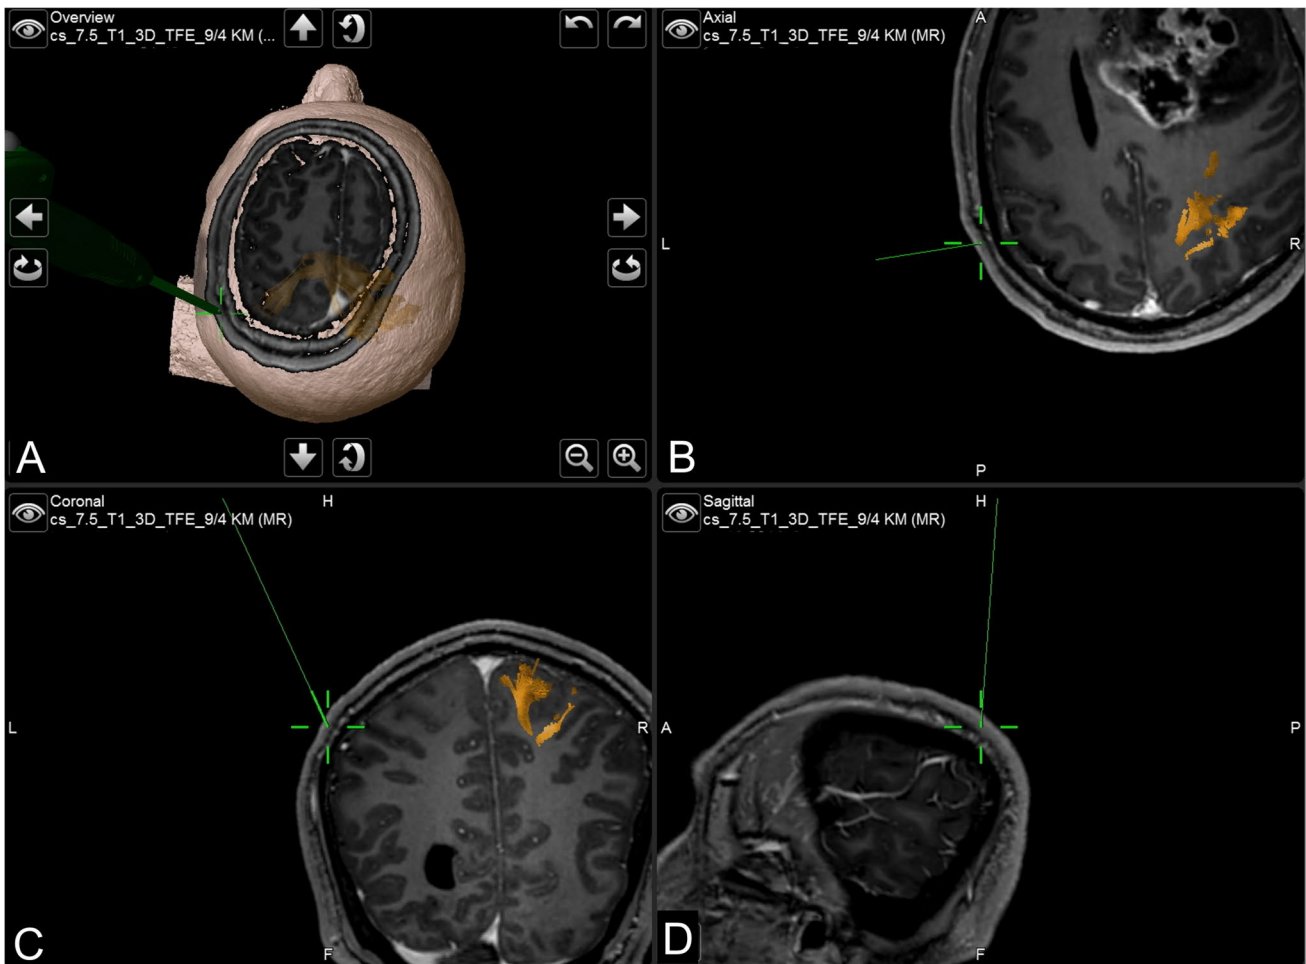 Overview
cs_7.5_T1_3D_TFE_9/4 KM (...
A
Axial
cs_7.5_T1_3D_TFE_9/4 KM (MR)
A
L
R
P
B
Coronal
cs_7.5_T1_3D_TFE_9/4 KM (MR)
H
L
R
F
C
Sagittal
cs_7.5_T1_3D_TFE_9/4 KM (MR)
H
A
P
F
D